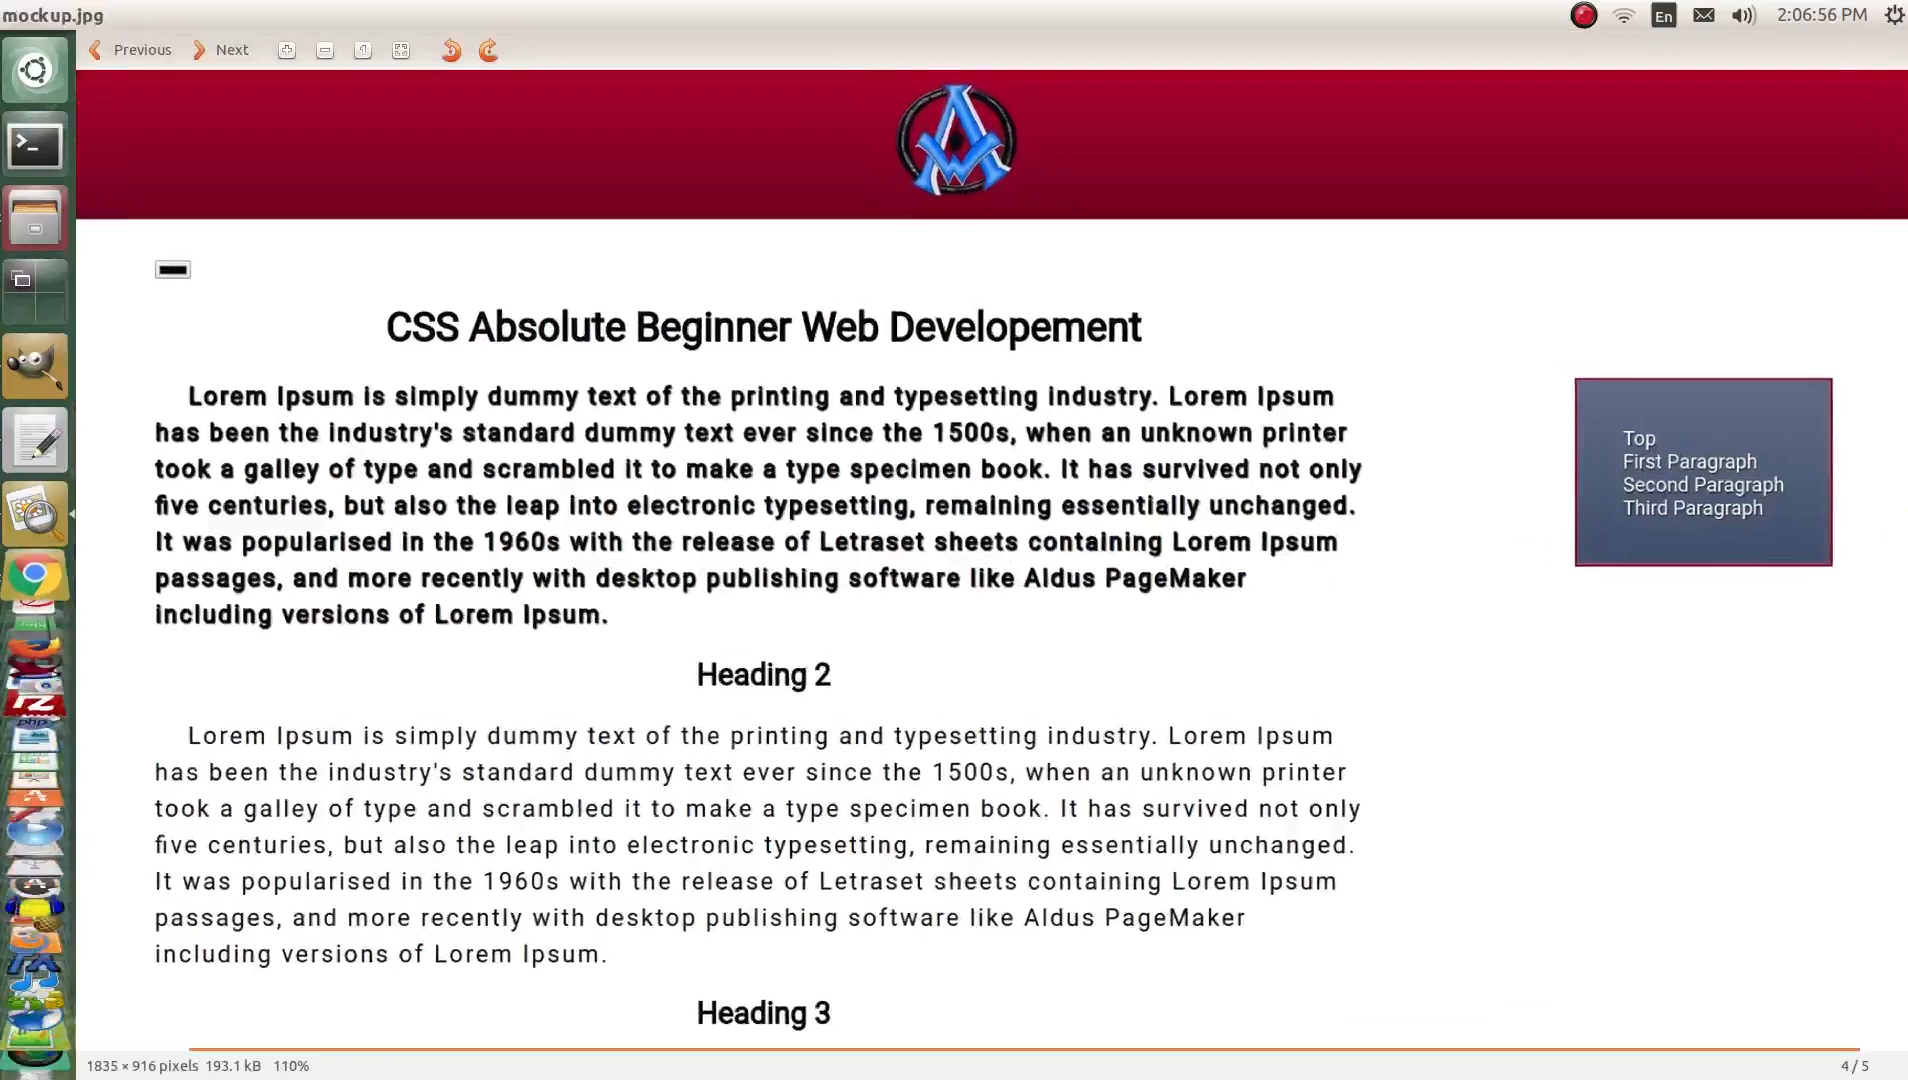 mockup.jpg
En
2:06:56 PM
Previous
Next
CSS Absolute Beginner Web Developement
Lorem Ipsum is simply dummy text of the printing and typesetting industry. Lorem Ipsum
has been the industry's standard dummy text ever since the 1500s, when an unknown printer
took a galley of type and scrambled it to make a type specimen book. It has survived not only
five centuries, but also the leap into electronic typesetting, remaining essentially unchanged.
It was popularised in the 1960s with the release of Letraset sheets containing Lorem Ipsum
passages, and more recently with desktop publishing software like Aldus PageMaker
including versions of Lorem Ipsum.
Top
First Paragraph
Second Paragraph
Third Paragraph
Heading 2
Lorem Ipsum is simply dummy text of the printing and typesetting industry. Lorem Ipsum
has been the industry's standard dummy text ever since the 1500s, when an unknown printer
took a galley of type and scrambled it to make a type specimen book. It has survived not only
five centuries, but also the leap into electronic typesetting, remaining essentially unchanged.
It was popularised in the 1960s with the release of Letraset sheets containing Lorem Ipsum
passages, and more recently with desktop publishing software like Aldus PageMaker
including versions of Lorem Ipsum.
Heading 3
1835 × 916 pixels 193.1 kB 110%
4 / 5